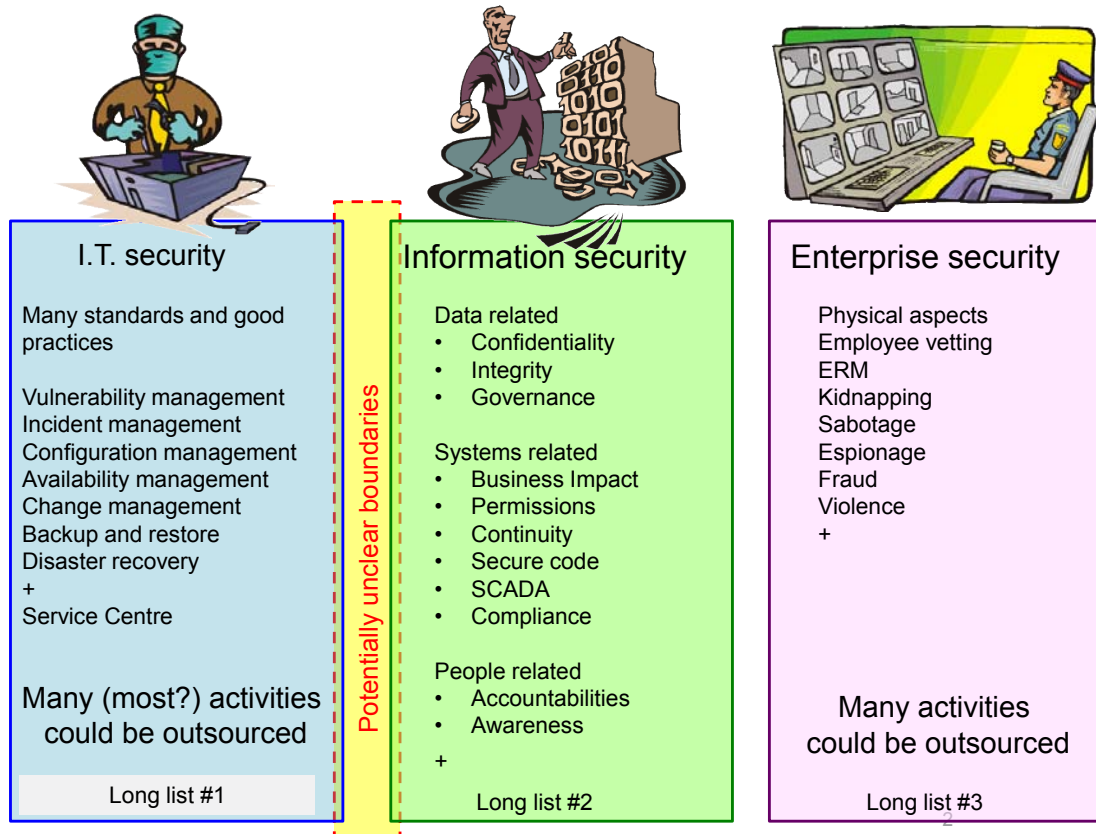 I.T. security
Many standards and good
practices
Vulnerability management
Incident management
Configuration management
Availability management
Change management
Backup and restore
Disaster recovery
+
Service Centre
Many (most?) activities
could be outsourced
Long list #1
Potentially unclear boundaries
Information security
Data related
• Confidentiality
• Integrity
• Governance
Systems related
• Business Impact
• Permissions
• Continuity
• Secure code
• SCADA
• Compliance
People related
• Accountabilities
• Awareness
+
Long list #2
Enterprise security
Physical aspects
Employee vetting
ERM
Kidnapping
Sabotage
Espionage
Fraud
Violence
+
Many activities
could be outsourced
Long list #3
2